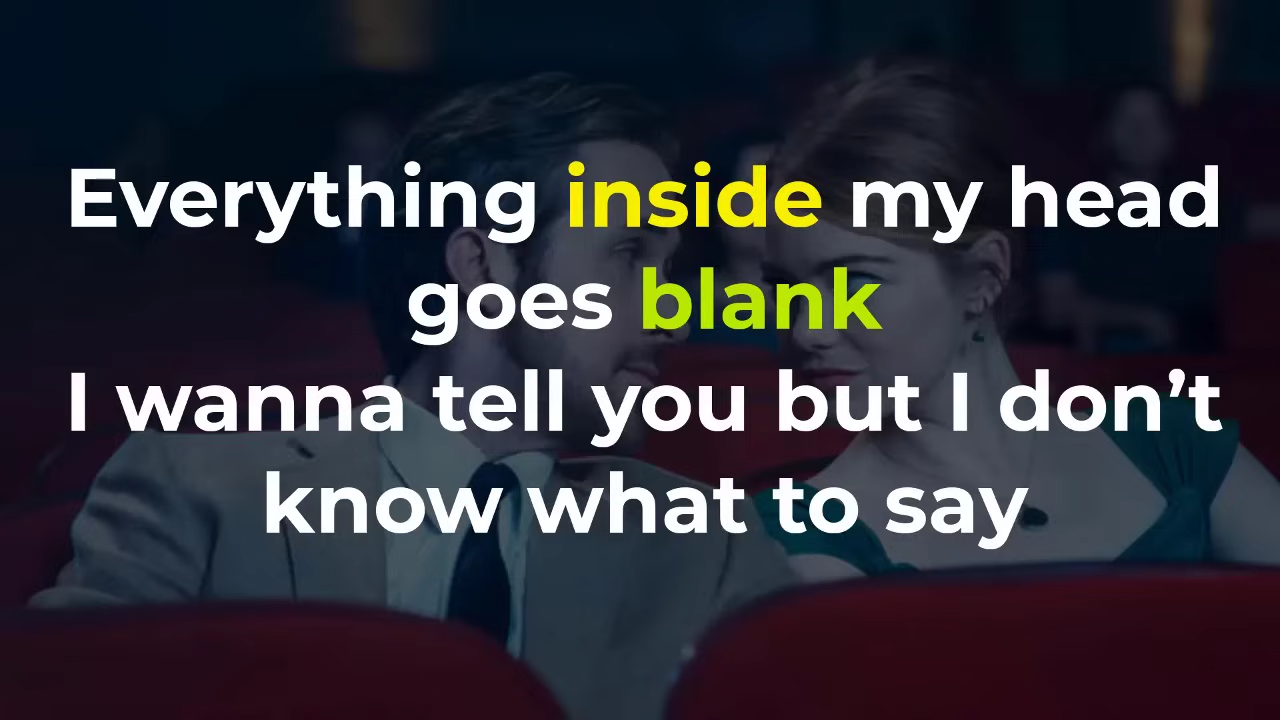 Everything inside my head
goes blank
I wanna tell you but I don’t
know what to say